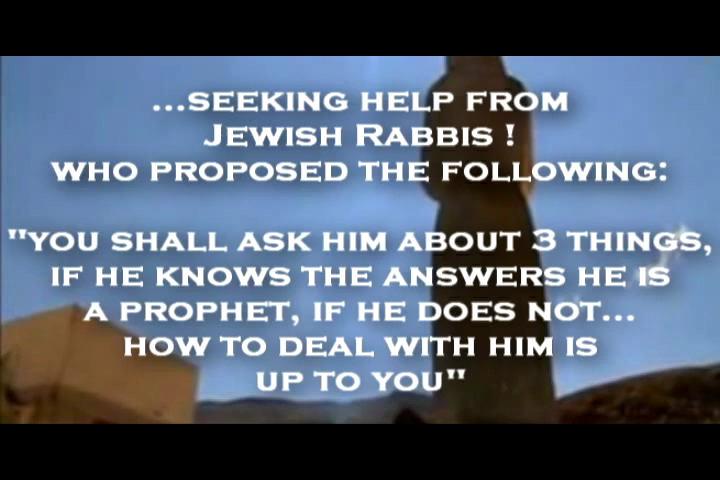 ...SEEKING HELP FROM
JEWISH RABBIS !
WHO PROPOSED THE FOLLOWING:
"YOU SHALL ASK HIM ABOUT 3 THINGS,
IF HE KNOWS THE ANSWERS HE IS
A PROPHET, IF HE DOES NOT...
HOW TO DEAL WITH HIM IS
UP TO YOU"